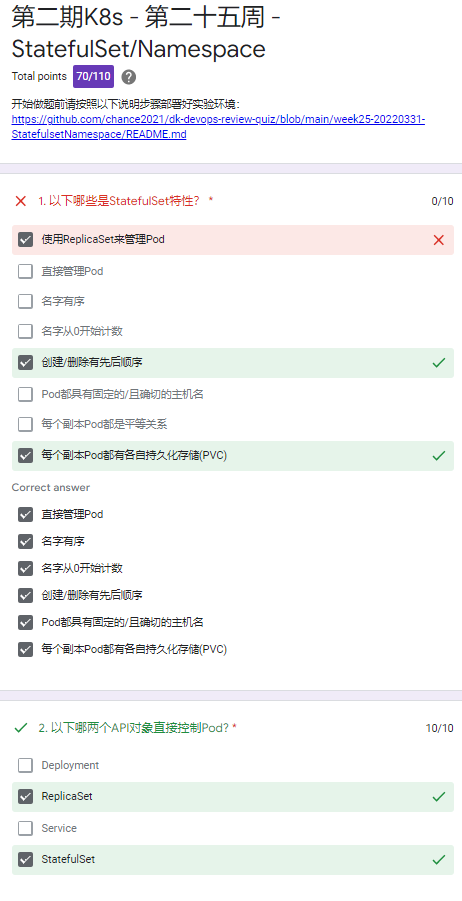 第二期K8s - 第二十五周 -
StatefulSet/Namespace
Total points 70/110 ?
开始做题前请按照以下说明步骤部署好实验环境：
https://github.com/chance2021/dk-devops-review-quiz/blob/main/week25-20220331-
StatefulsetNamespace/README.md
1. 以下哪些是StatefulSet特性？ * 0/10
使用ReplicaSet来管理Pod
直接管理Pod
名字有序
名字从0开始计数
创建/删除有先后顺序
Pod都具有固定的/且确切的主机名
每个副本Pod都是平等关系
每个副本Pod都有各自持久化存储(PVC)
Correct answer
直接管理Pod
名字有序
名字从0开始计数
创建/删除有先后顺序
Pod都具有固定的/且确切的主机名
每个副本Pod都有各自持久化存储(PVC)
2. 以下哪两个API对象直接控制Pod? * 10/10
Deployment
ReplicaSet
Service
StatefulSet